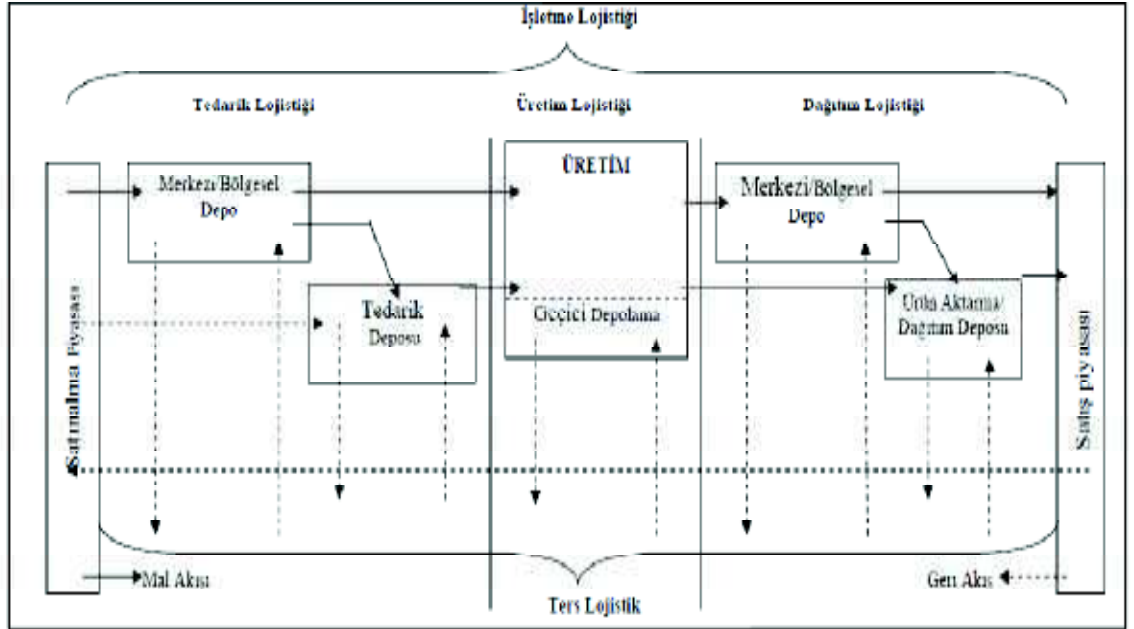 İşletme Lojistiği
Tedarik Lojistiği
Üretim Lojistiği
Dağıtım Lojistiği
ÜRETİM
Merkezi/Bölgesel
Depo
Merkezi/Bölgesel
Depo
Tedarik
Deposu
Geçici Depolama
Ürün Aktarma/
Dağıtım Deposu
Satınalma Piyasası
Satış piyasası
Mal Akışı
Geri Akış
Ters Lojistik